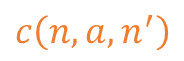 c(n, a, n′)